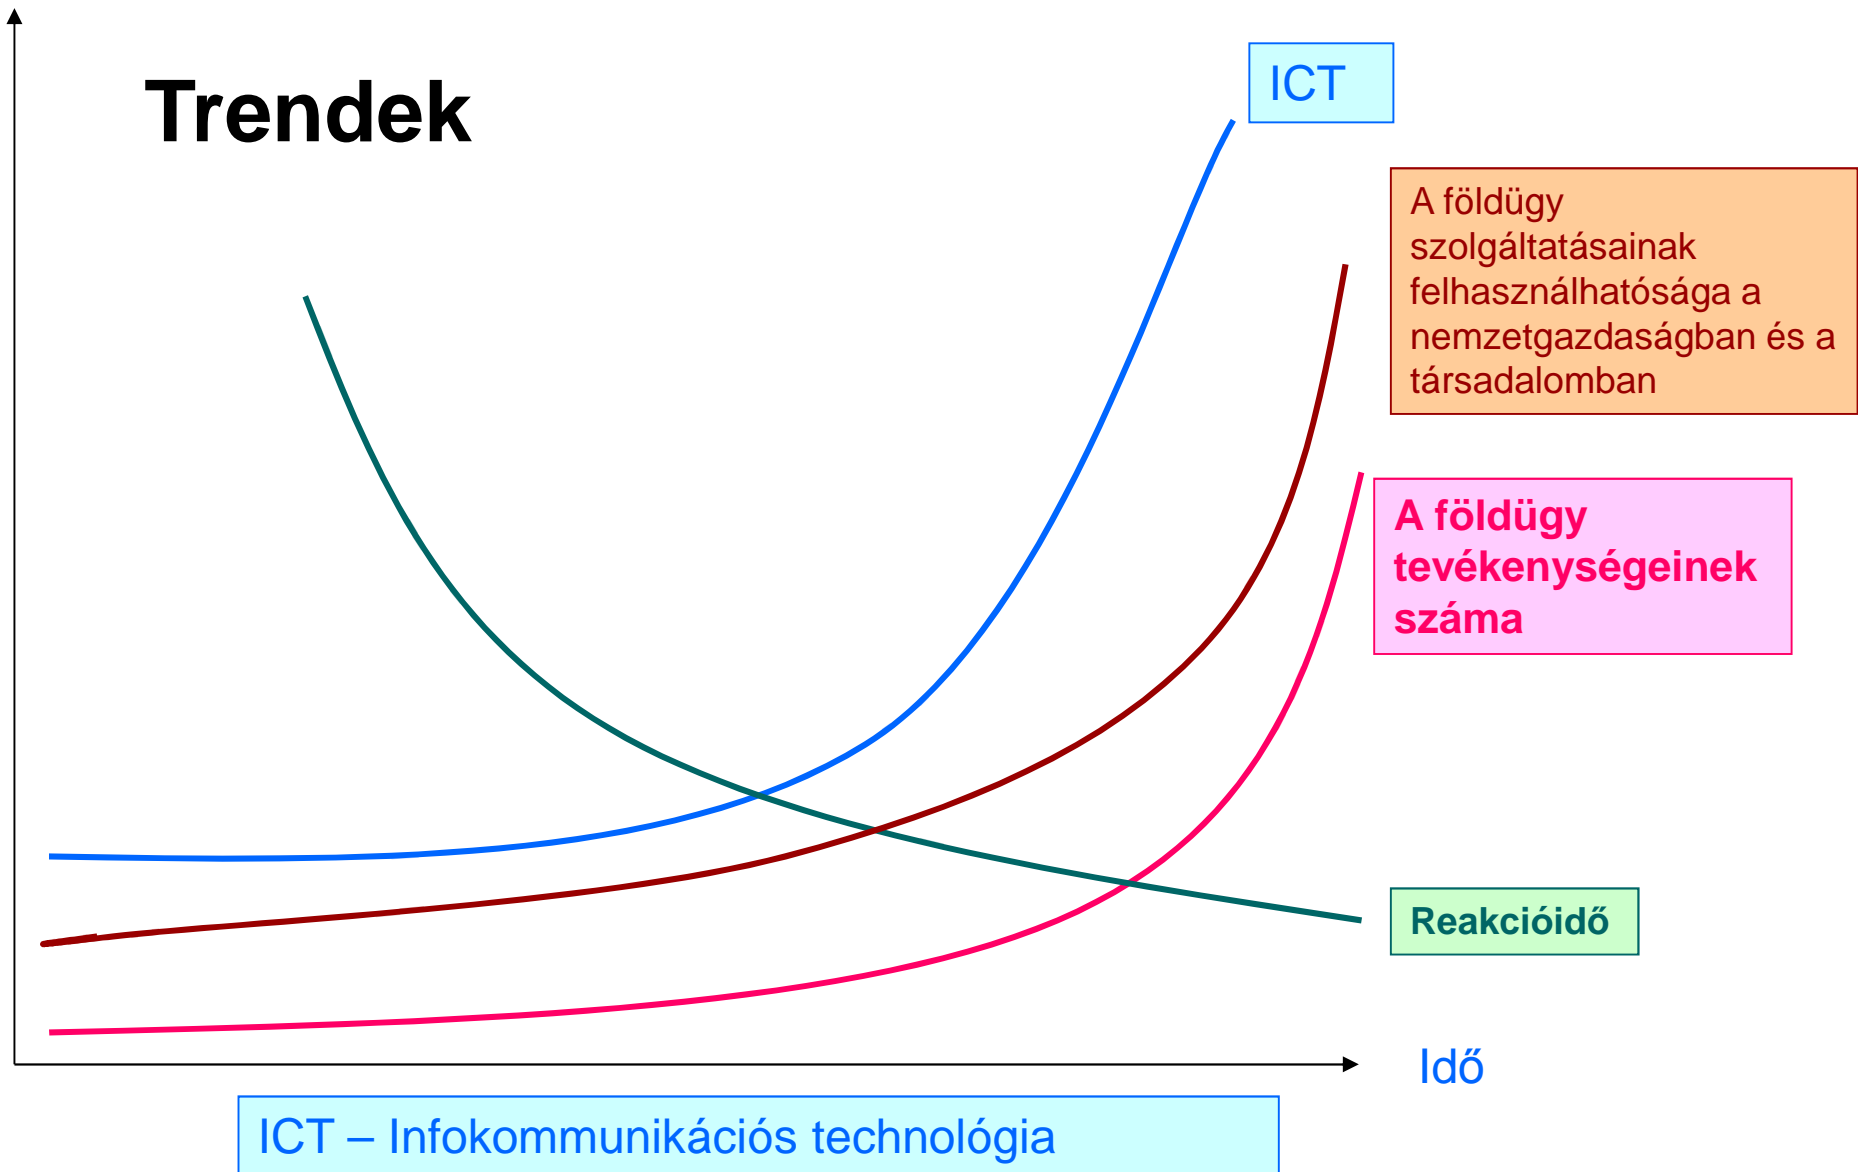 Trendek
ICT
A földügy
szolgáltatásainak
felhasználhatósága a
nemzetgazdaságban és a
társadalomban
A földügy
tevékenységeinek
száma
Reakcióidő
Idő
ICT – Infokommunikációs technológia